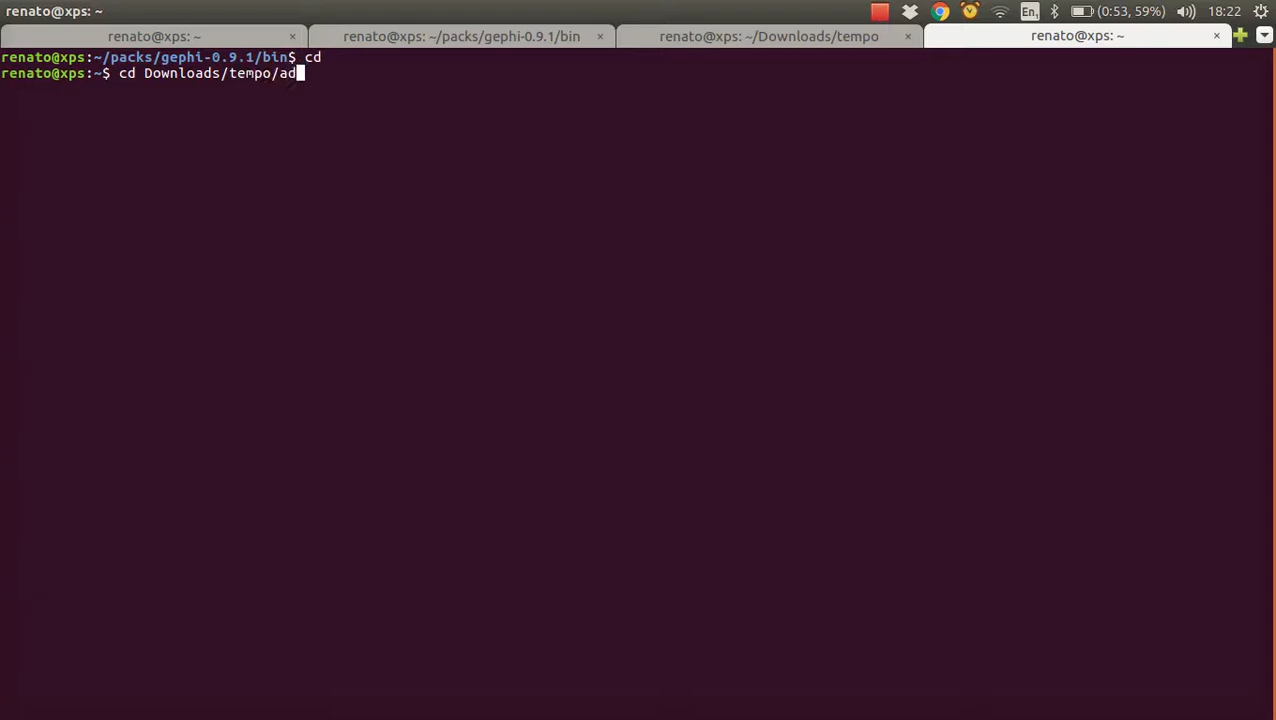 renato@xps: ~
En1
(0:53, 59%)
18:22
renato@xps: ~ ×
renato@xps: ~/packs/gephi-0.9.1/bin ×
renato@xps: ~/Downloads/tempo ×
renato@xps: ~ ×
renato@xps:~/packs/gephi-0.9.1/bin$ cd
renato@xps:~$ cd Downloads/tempo/ad